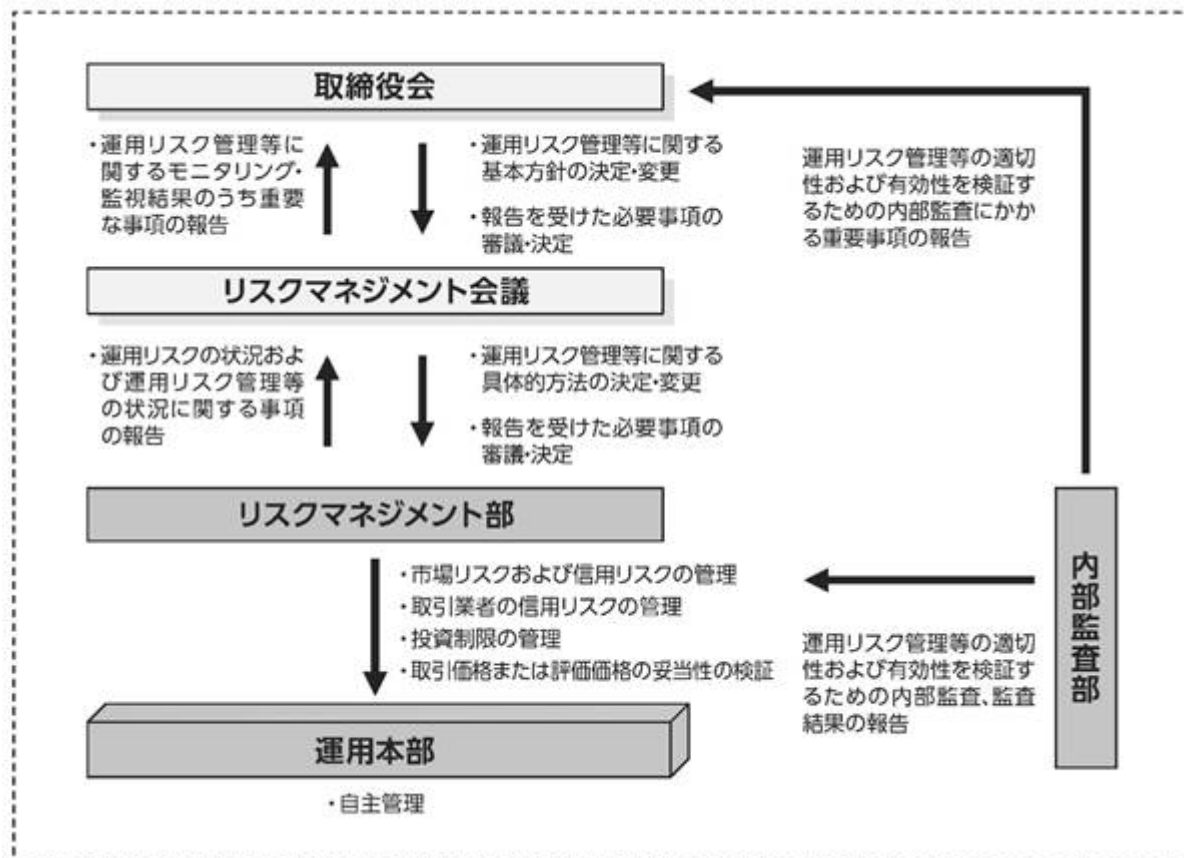 取締役会
・運用リスク管理等に
関するモニタリング・
監視結果のうち重要
な事項の報告
・運用リスク管理等に関する
基本方針の決定・変更
・報告を受けた必要事項の
審議・決定
運用リスク管理等の適切
性および有効性を検証す
るための内部監査にかか
る重要事項の報告
リスクマネジメント会議
・運用リスクの状況およ
び運用リスク管理等
の状況に関する事項
の報告
・運用リスク管理等に関する
具体的方法の決定・変更
・報告を受けた必要事項の
審議・決定
リスクマネジメント部
・市場リスクおよび信用リスクの管理
・取引業者の信用リスクの管理
・投資制限の管理
・取引価格または評価価格の妥当性の検証
内部監査部
運用リスク管理等の適切
性および有効性を検証す
るための内部監査、監査
結果の報告
運用本部
・自主管理